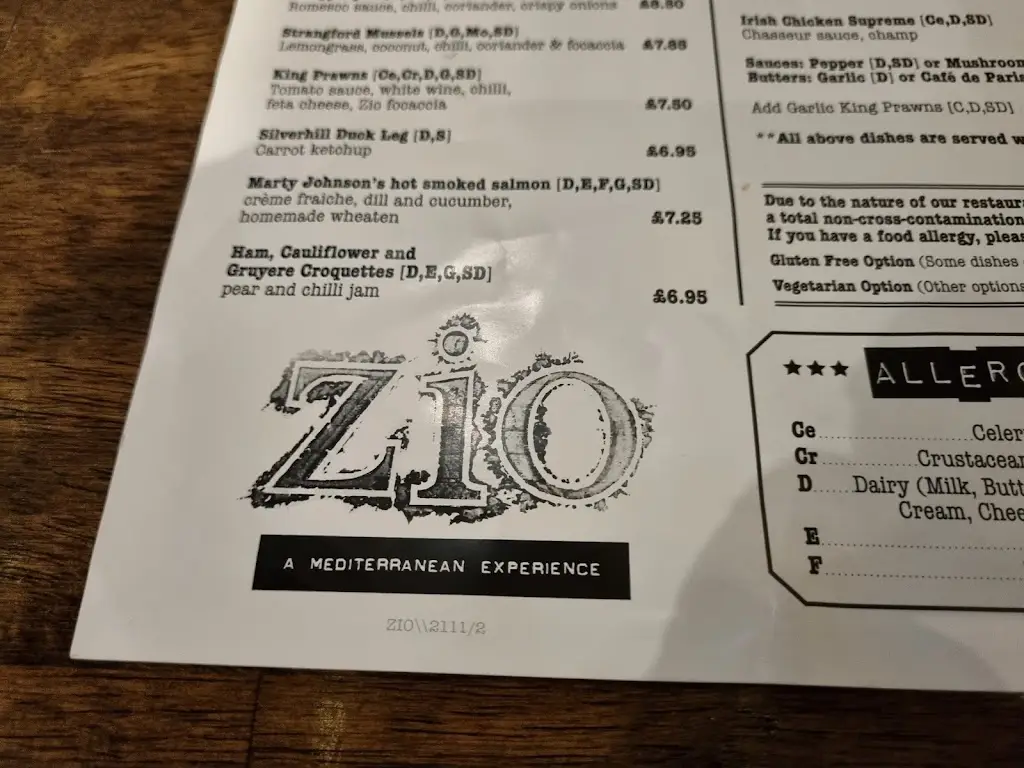 Romesco sauce, chilli, coriander, crispy onions
Strangford Mussels [D,G,Mo,SD]
Lemongrass, coconut, chilli, coriander & focaccia £7.85
King Prawns [Ce,Cr,D,G,SD]
Tomato sauce, white wine, chilli,
feta cheese, Zio focaccia £7.50
Silverhill Duck Leg [D,S]
Carrot ketchup £6.95
Marty Johnson's hot smoked salmon [D,E,F,G,SD]
crème fraiche, dill and cucumber,
homemade wheaten £7.25
Ham, Cauliflower and
Gruyere Croquettes [D,E,G,SD]
pear and chilli jam £6.95
Zio
A MEDITERRANEAN EXPERIENCE
ZIO\\2111/2
Irish Chicken Supreme [Ce,D,SD]
Chasseur sauce, champ
Sauces: Pepper [D,SD] or Mushroom
Butters: Garlic [D] or Café de Paris
Add Garlic King Prawns [C,D,SD]
**All above dishes are served
Due to the nature of our
a total non-cross-contamination
If you have a food allergy,
Gluten Free Option (Some dishes
Vegetarian Option (Other options
★★★ ALLERG
Ce Celer
Cr Crustacean
D Dairy (Milk, Butt
Cream, Chee
E
F